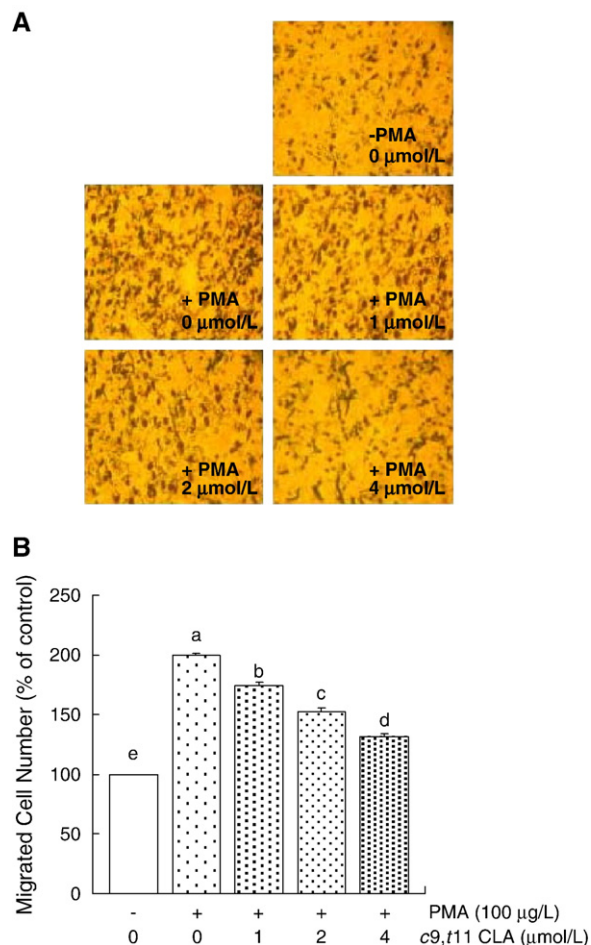 A
-PMA
0 μmol/L
+ PMA
0 μmol/L
+ PMA
1 μmol/L
+ PMA
2 μmol/L
+ PMA
4 μmol/L
B
Migrated Cell Number (% of control)
250
200
150
100
50
0
e
a
b
c
d
- + + + + PMA (100 μg/L)
0 0 1 2 4 c9,t11 CLA (μmol/L)